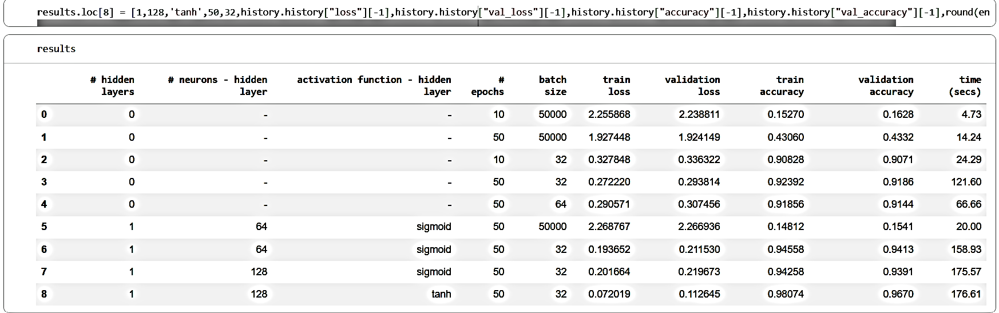 results.loc[8] = [1,128,'tanh',50,32,history.history["loss"][-1],history.history["val_loss"][-1],history.history["accuracy"][-1],history.history["val_accuracy"][-1],round(en
results
# hidden # neurons - hidden activation function - hidden # batch train validation train validation time
layers layer layer epochs size loss loss accuracy accuracy (secs)
0 0 - - 10 50000 2.255868 2.238811 0.15270 0.1628 4.73
1 0 - - 50 50000 1.927448 1.924149 0.43060 0.4332 14.24
2 0 - - 10 32 0.327848 0.336322 0.90828 0.9071 24.29
3 0 - - 50 32 0.272220 0.293814 0.92392 0.9186 121.60
4 0 - - 50 64 0.290571 0.307456 0.91856 0.9144 66.66
5 1 64 sigmoid 50 50000 2.268767 2.266936 0.14812 0.1541 20.00
6 1 64 sigmoid 50 32 0.193652 0.211530 0.94558 0.9413 158.93
7 1 128 sigmoid 50 32 0.201664 0.219673 0.94258 0.9391 175.57
8 1 128 tanh 50 32 0.072019 0.112645 0.98074 0.9670 176.61